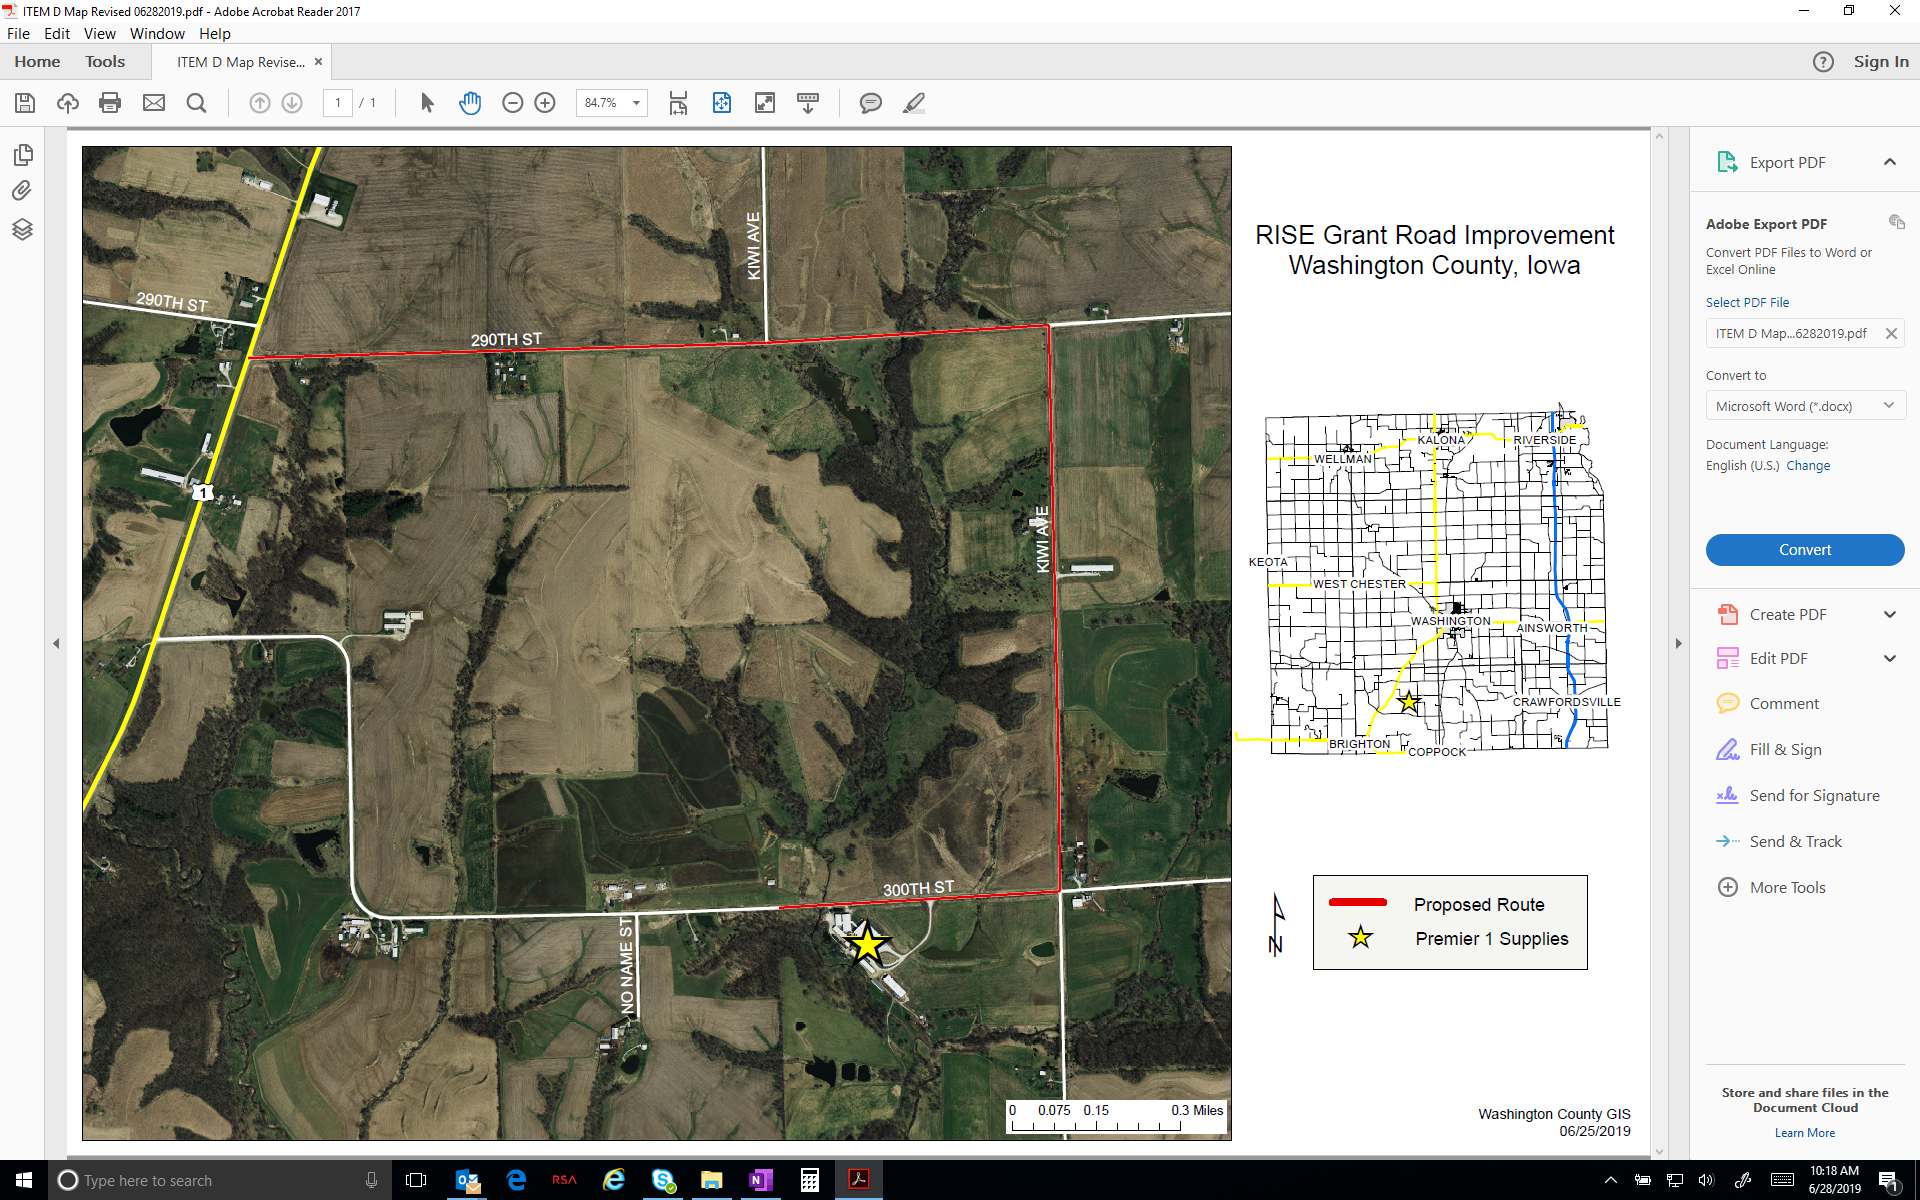 ITEM D Map Revised 06282019.pdf - Adobe Acrobat Reader 2017
File Edit View Window Help
Home Tools ITEM D Map Revise... × ? Sign In
1 / 1 84.7%
KIWI AVE
290TH ST
290TH ST
1
KIWI AVE
300TH ST
NO NAME ST
0 0.075 0.15 0.3 Miles
RISE Grant Road Improvement
Washington County, Iowa
KALONA RIVERSIDE
WELLMAN
KEOTA
WEST CHESTER
WASHINGTON
AINSWORTH
CRAWFORDSVILLE
BRIGHTON
COPPOCK
N
Proposed Route
Premier 1 Supplies
Washington County GIS
06/25/2019
Export PDF
Adobe Export PDF
Convert PDF Files to Word or
Excel Online
Select PDF File
ITEM D Map...6282019.pdf
Convert to
Microsoft Word (*.docx)
Document Language:
English (U.S.) Change
Convert
Create PDF
Edit PDF
Comment
Fill & Sign
Send for Signature
Send & Track
More Tools
Store and share files in the
Document Cloud
Learn More
Type here to search
RSA
10:18 AM
6/28/2019
1